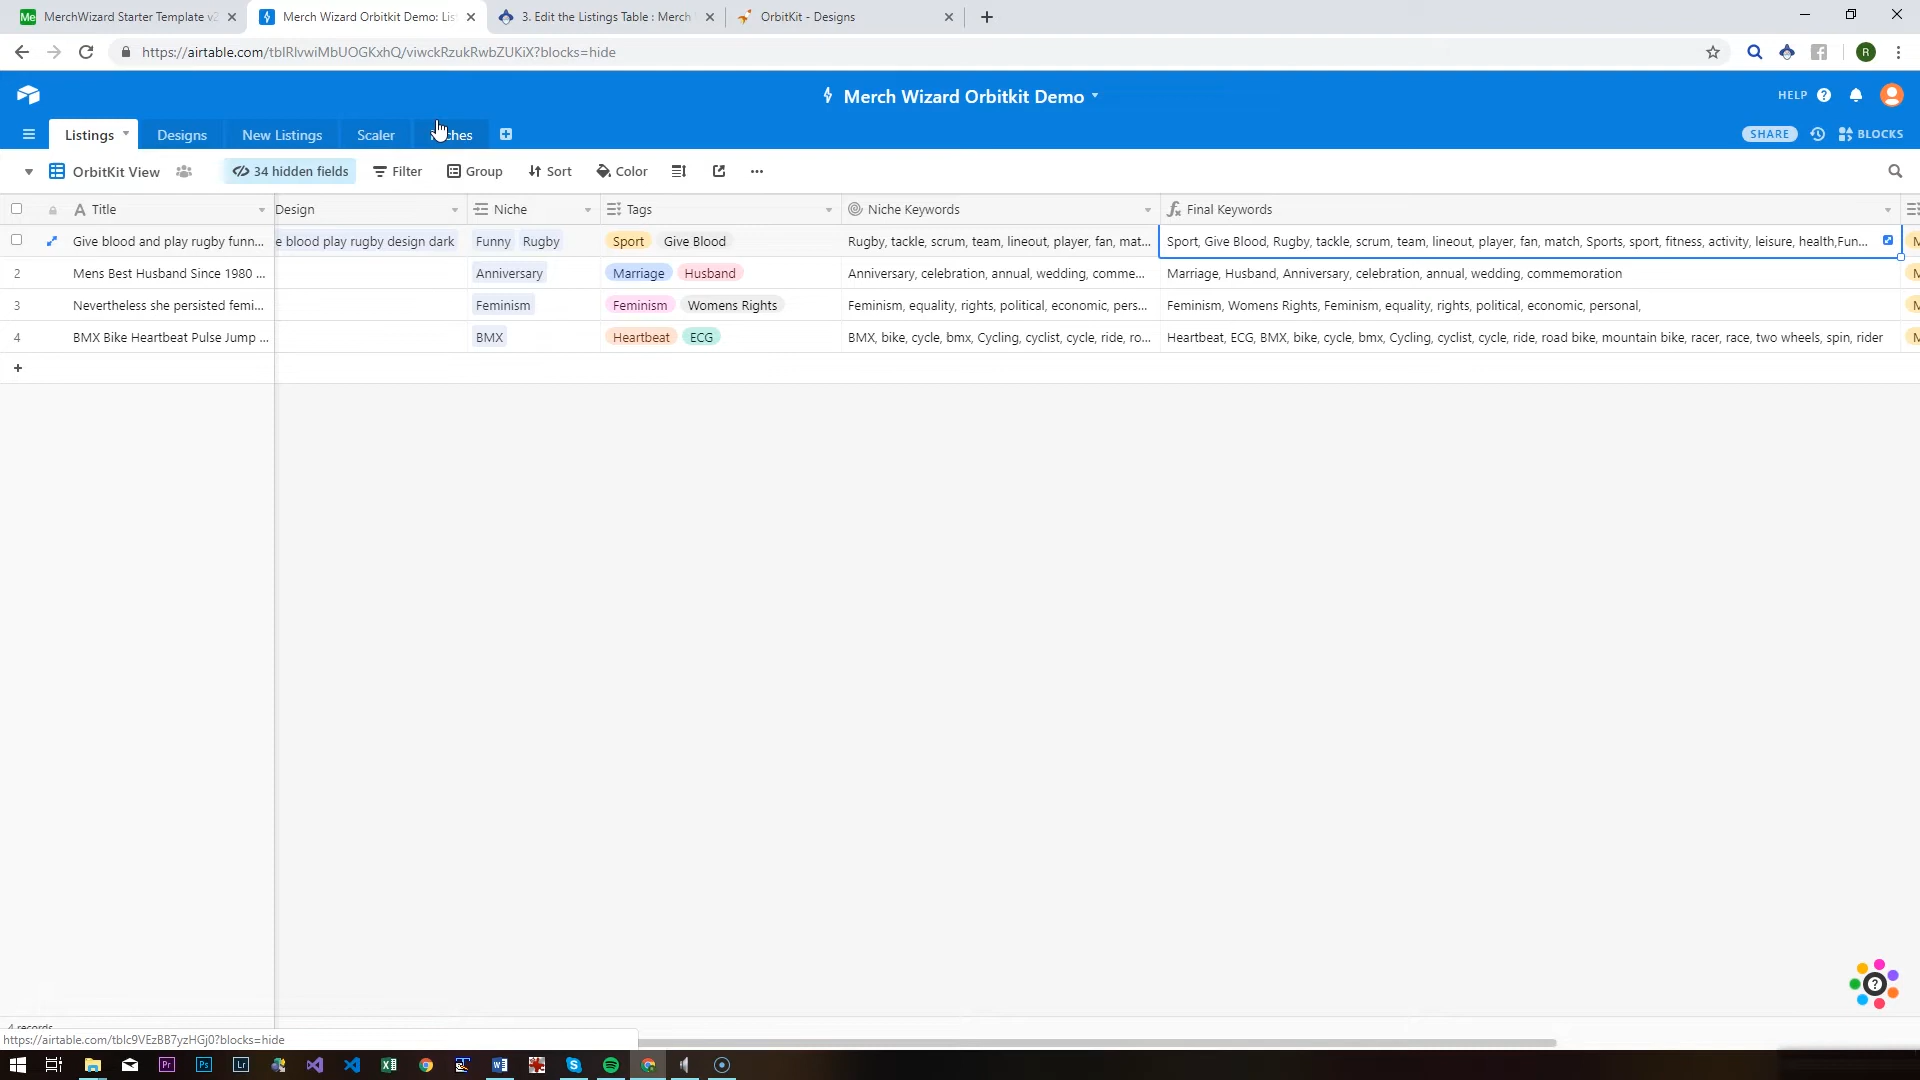 Me MerchWizard Starter Template v2
Merch Wizard Orbitkit Demo: Lis
3. Edit the Listings Table : Merch
OrbitKit - Designs
https://airtable.com/tblRlvwiMbUOGKxhQ/viwckRzukRwbZUKiX?blocks=hide
R
Merch Wizard Orbitkit Demo
HELP
Listings
Designs
New Listings
Scaler
SHARE
BLOCKS
OrbitKit View
34 hidden fields
Filter
Group
Sort
Color
Title
Design
Niche
Tags
Niche Keywords
Final Keywords
Give blood and play rugby funn...
e blood play rugby design dark
Funny Rugby
Sport Give Blood
Rugby, tackle, scrum, team, lineout, player, fan, mat...
Sport, Give Blood, Rugby, tackle, scrum, team, lineout, player, fan, match, Sports, sport, fitness, activity, leisure, health,Fun...
2 Mens Best Husband Since 1980 ...
Anniversary
Marriage Husband
Anniversary, celebration, annual, wedding, comme...
Marriage, Husband, Anniversary, celebration, annual, wedding, commemoration
3 Nevertheless she persisted femi...
Feminism
Feminism Womens Rights
Feminism, equality, rights, political, economic, pers...
Feminism, Womens Rights, Feminism, equality, rights, political, economic, personal,
4 BMX Bike Heartbeat Pulse Jump ...
BMX
Heartbeat ECG
BMX, bike, cycle, bmx, Cycling, cyclist, cycle, ride, ro...
Heartbeat, ECG, BMX, bike, cycle, bmx, Cycling, cyclist, cycle, ride, road bike, mountain bike, racer, race, two wheels, spin, rider
4 records
https://airtable.com/tblc9VEzBB7yzHGj0?blocks=hide
Pr Ps Lr